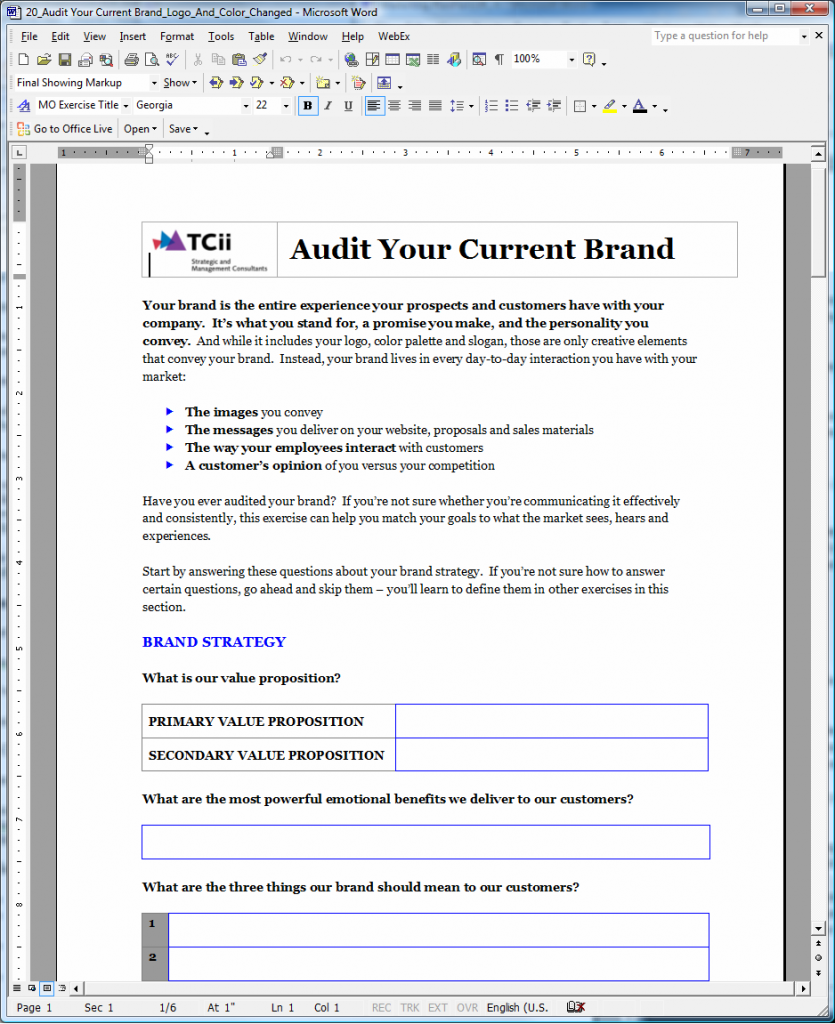 20_Audit Your Current Brand_Logo_And_Color_Changed - Microsoft Word
File Edit View Insert Format Tools Table Window Help WebEx Type a question for help
100%
Final Showing Markup Show
MO Exercise Title Georgia 22 B I U
Go to Office Live Open Save
1 1 2 3 4 5 6 7
TCii
Strategic and
Management Consultants
Audit Your Current Brand
Your brand is the entire experience your prospects and customers have with your
company. It's what you stand for, a promise you make, and the personality you
convey. And while it includes your logo, color palette and slogan, those are only creative elements
that convey your brand. Instead, your brand lives in every day-to-day interaction you have with your
market:
The images you convey
The messages you deliver on your website, proposals and sales materials
The way your employees interact with customers
A customer's opinion of you versus your competition
Have you ever audited your brand? If you're not sure whether you're communicating it effectively
and consistently, this exercise can help you match your goals to what the market sees, hears and
experiences.
Start by answering these questions about your brand strategy. If you're not sure how to answer
certain questions, go ahead and skip them – you'll learn to define them in other exercises in this
section.
BRAND STRATEGY
What is our value proposition?
PRIMARY VALUE PROPOSITION
SECONDARY VALUE PROPOSITION
What are the most powerful emotional benefits we deliver to our customers?
What are the three things our brand should mean to our customers?
1
2
Page 1 Sec 1 1/6 At 1" Ln 1 Col 1 REC TRK EXT OVR English (U.S.